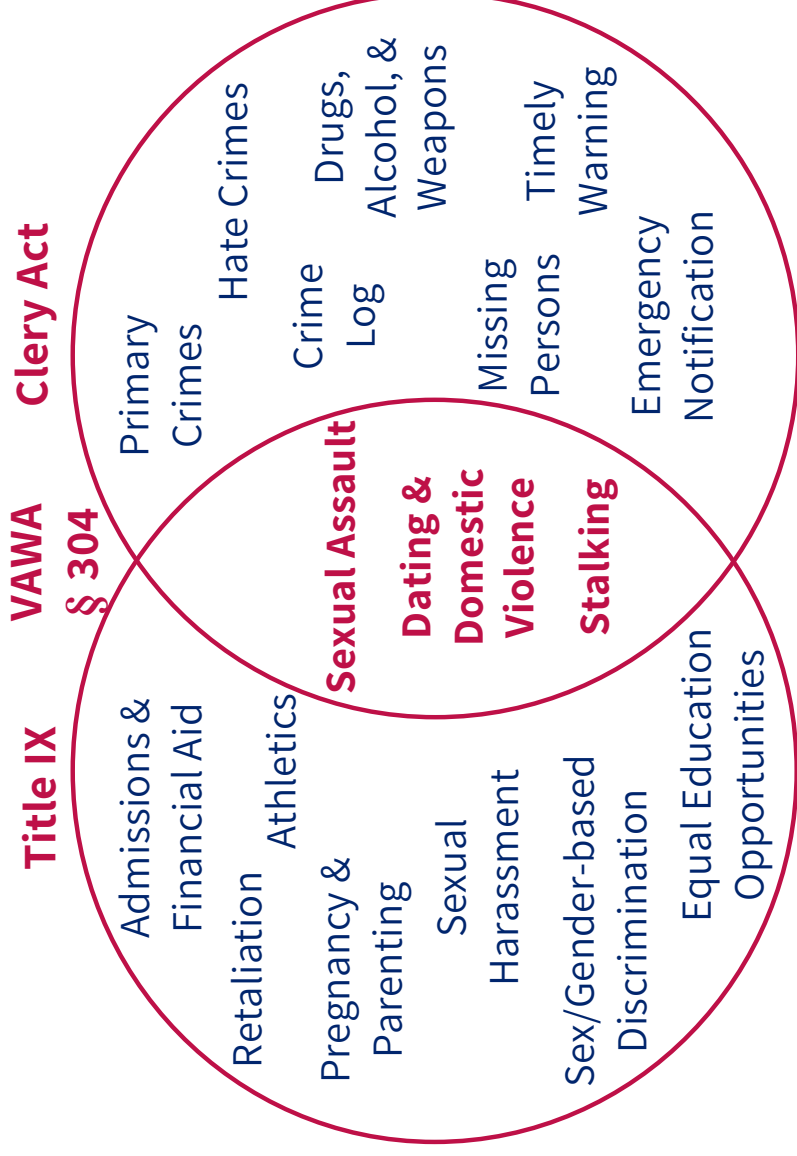 Title IX
VAWA
§ 304
Clery Act
Admissions &
Financial Aid
Retaliation
Athletics
Pregnancy &
Parenting
Sexual
Harassment
Sex/Gender-based
Discrimination
Equal Education
Opportunities
Sexual Assault
Dating &
Domestic
Violence
Stalking
Primary
Crimes
Hate Crimes
Crime
Log
Drugs,
Alcohol, &
Weapons
Missing
Persons
Timely
Warning
Emergency
Notification